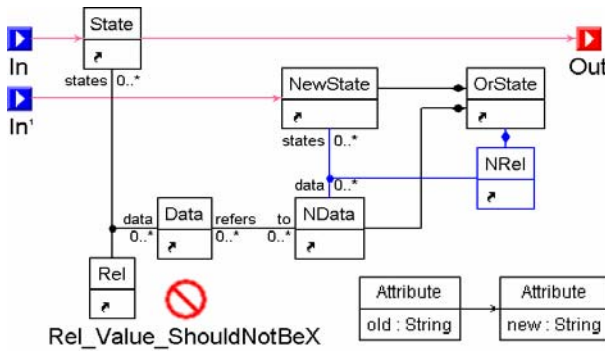 State
In
Out
states 0..*
NewState
OrState
In'
states
0..*
NRel
data 0..*
data
Data
refers
to
NData
0..*
0..*
0..*
Rel
Attribute
Attribute
old : String
new : String
Rel_Value_ShouldNotBeX